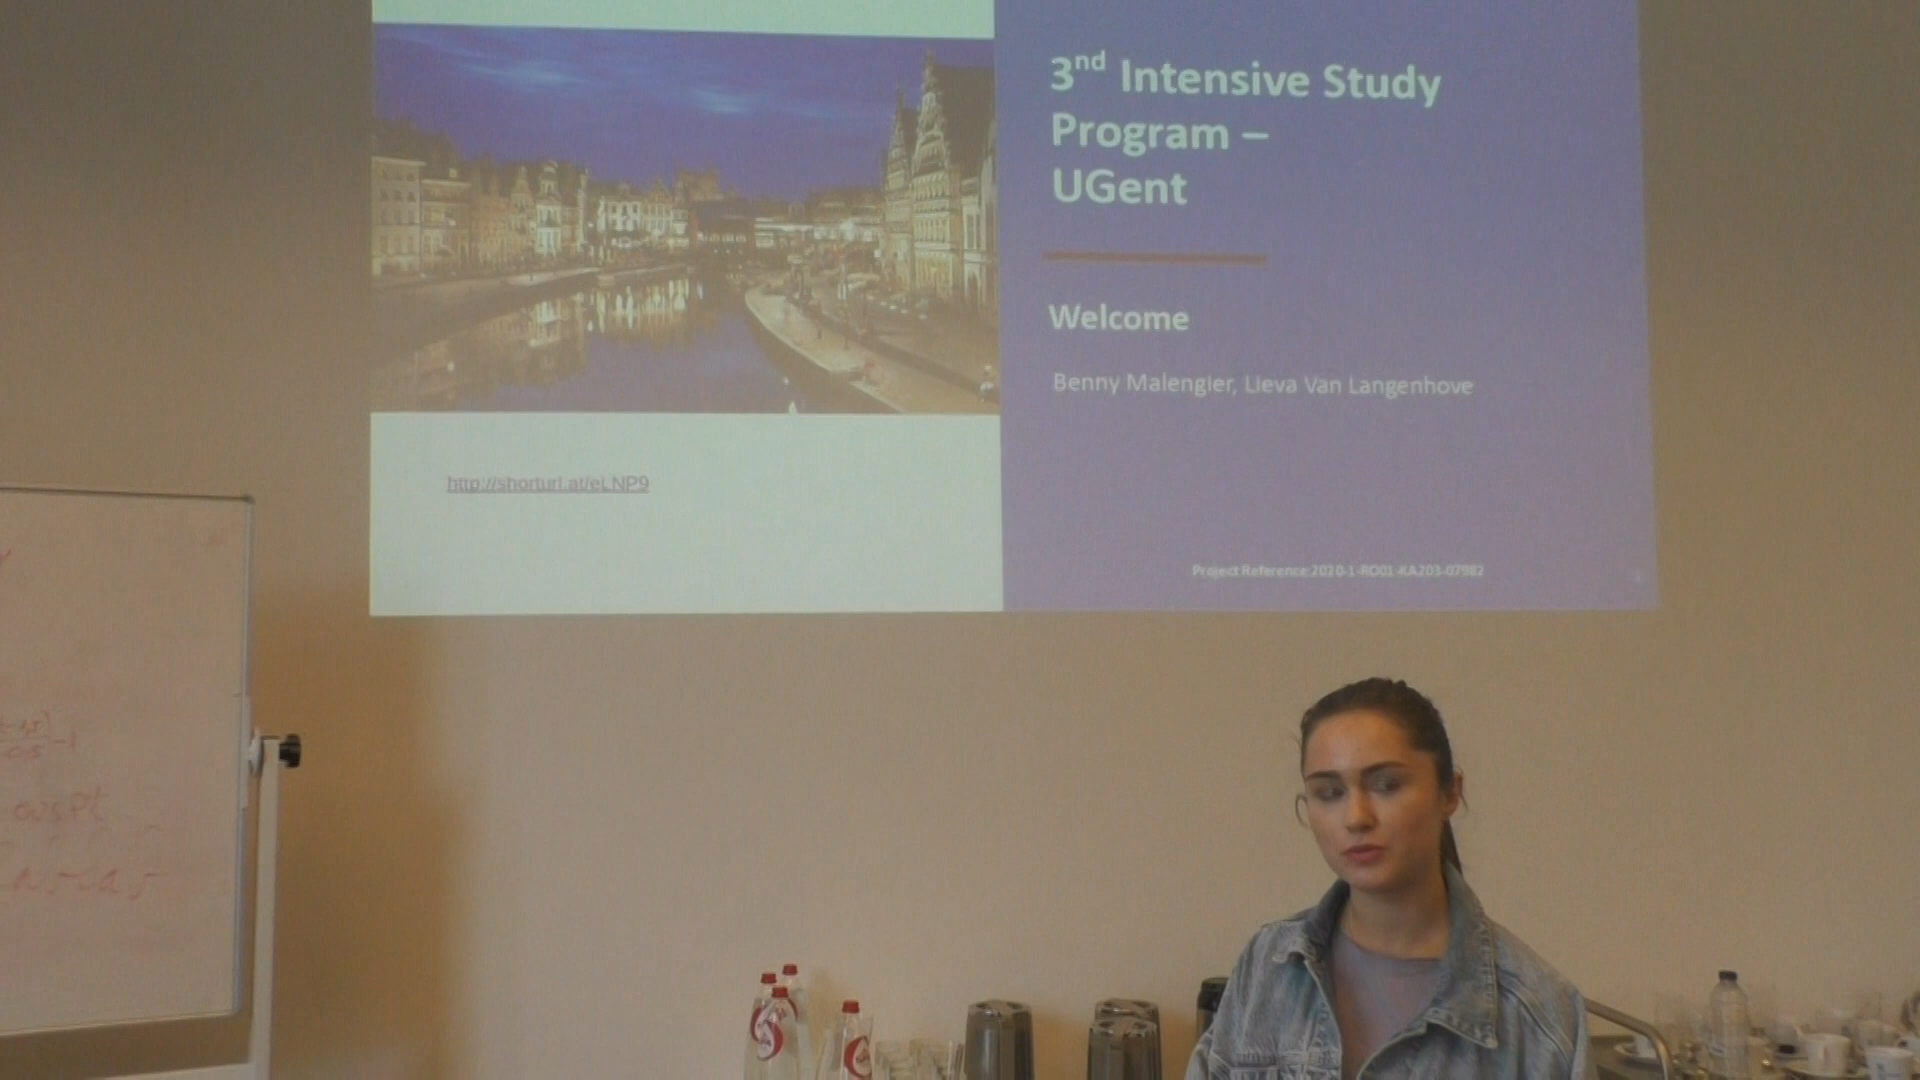 3nd Intensive Study
Program –
UGent
Welcome
Benny Malengier, Lieva Van Langenhove
http://shorturl.at/eLNP9
Project Reference:2020-1-RO01-KA203-07982